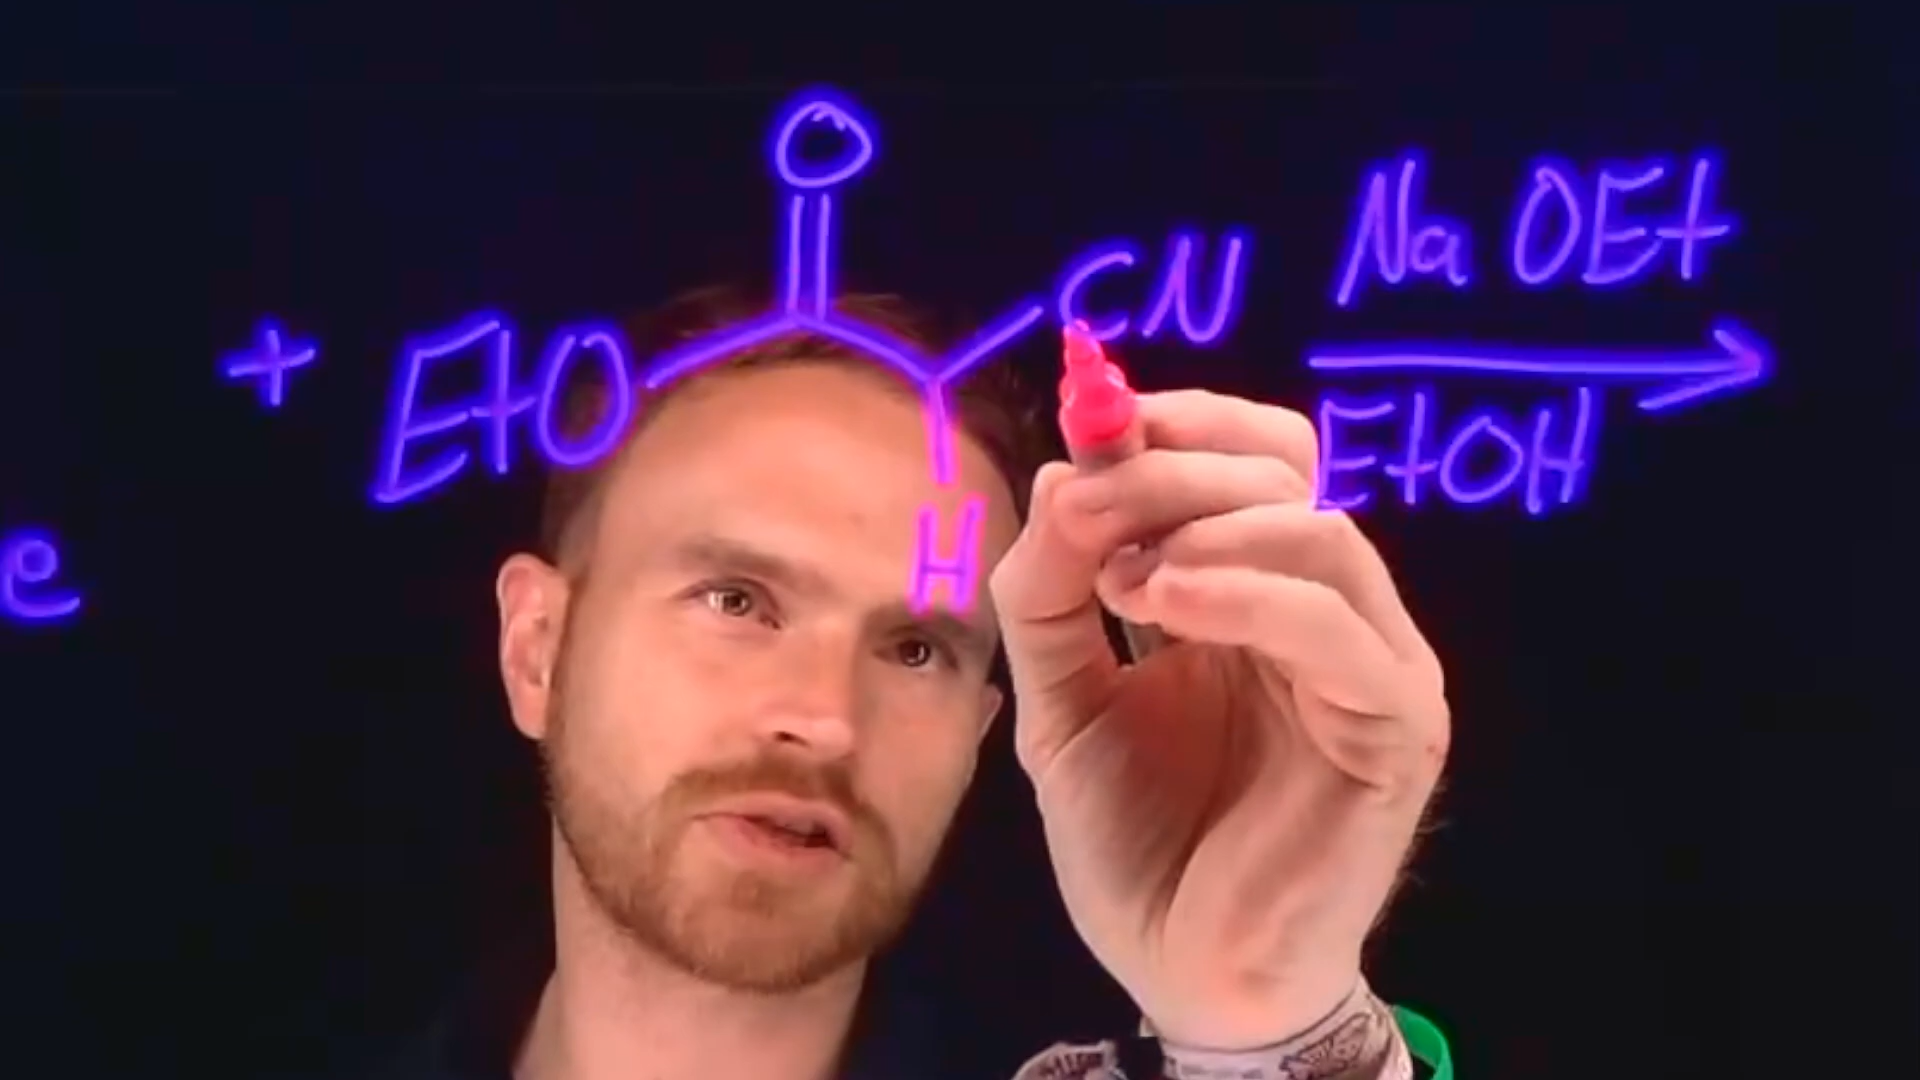 O
+ EtO CN
H
e
NaOEt
EtOH